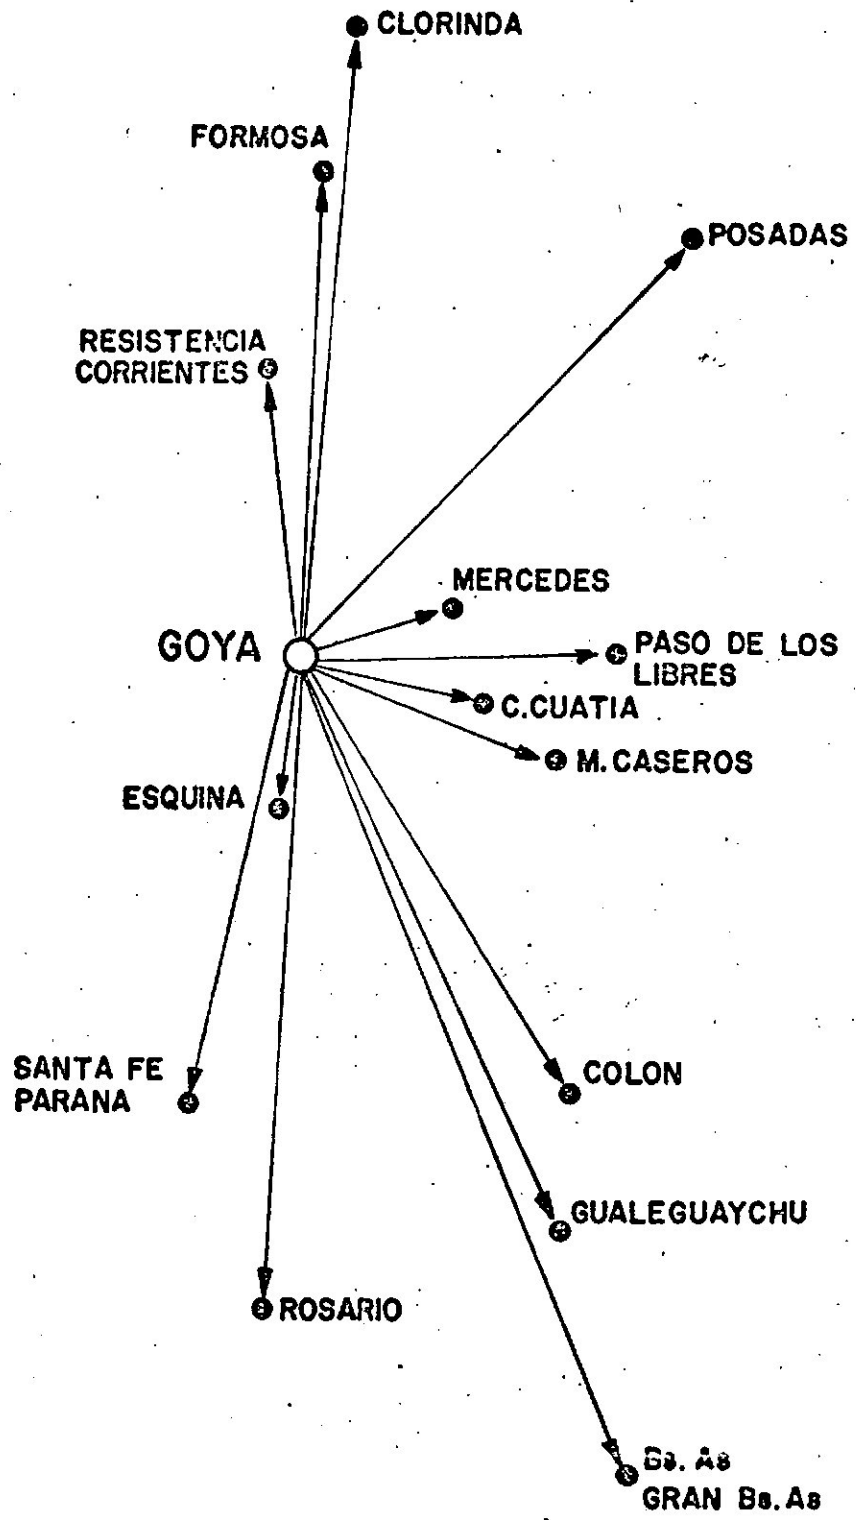 CLORINDA
FORMOSA
POSADAS
RESISTENCIA
CORRIENTES
MERCEDES
GOYA
PASO DE LOS
LIBRES
C.CUATIA
M.CASEROS
ESQUINA
SANTA FE
PARANA
COLON
GUALEGUAYCHU
ROSARIO
Bs. As
GRAN Bs.As